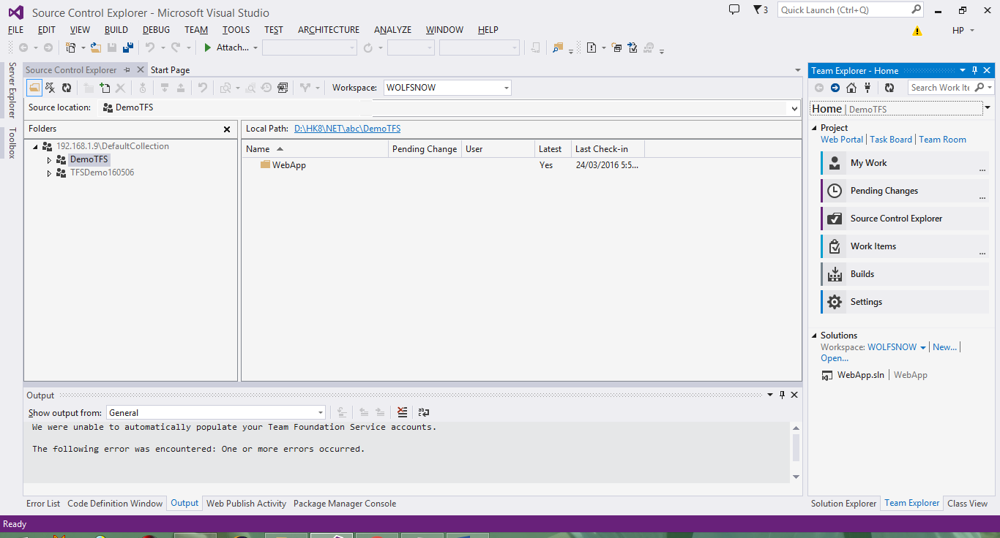 Source Control Explorer - Microsoft Visual Studio
3
Quick Launch (Ctrl+Q)
FILE EDIT VIEW BUILD DEBUG TEAM TOOLS TEST ARCHITECTURE ANALYZE WINDOW HELP
HP
Attach...
Server Explorer
Toolbox
Source Control Explorer
Start Page
Workspace: WOLFSNOW
Source location: DemoTFS
Folders
192.168.1.9\DefaultCollection
DemoTFS
TFSDemo160506
Local Path: D:\HK8\NET\abc\DemoTFS
Name Pending Change User Latest Last Check-in
WebApp Yes 24/03/2016 5:5...
Output
Show output from: General
We were unable to automatically populate your Team Foundation Service accounts.
The following error was encountered: One or more errors occurred.
Error List Code Definition Window Output Web Publish Activity Package Manager Console
Team Explorer - Home
Search Work Ite
Home | DemoTFS
Project
Web Portal | Task Board | Team Room
My Work
...
Pending Changes
...
Source Control Explorer
Work Items
...
Builds
Settings
Solutions
Workspace: WOLFSNOW | New... |
Open...
WebApp.sln | WebApp
Solution Explorer Team Explorer Class View
Ready